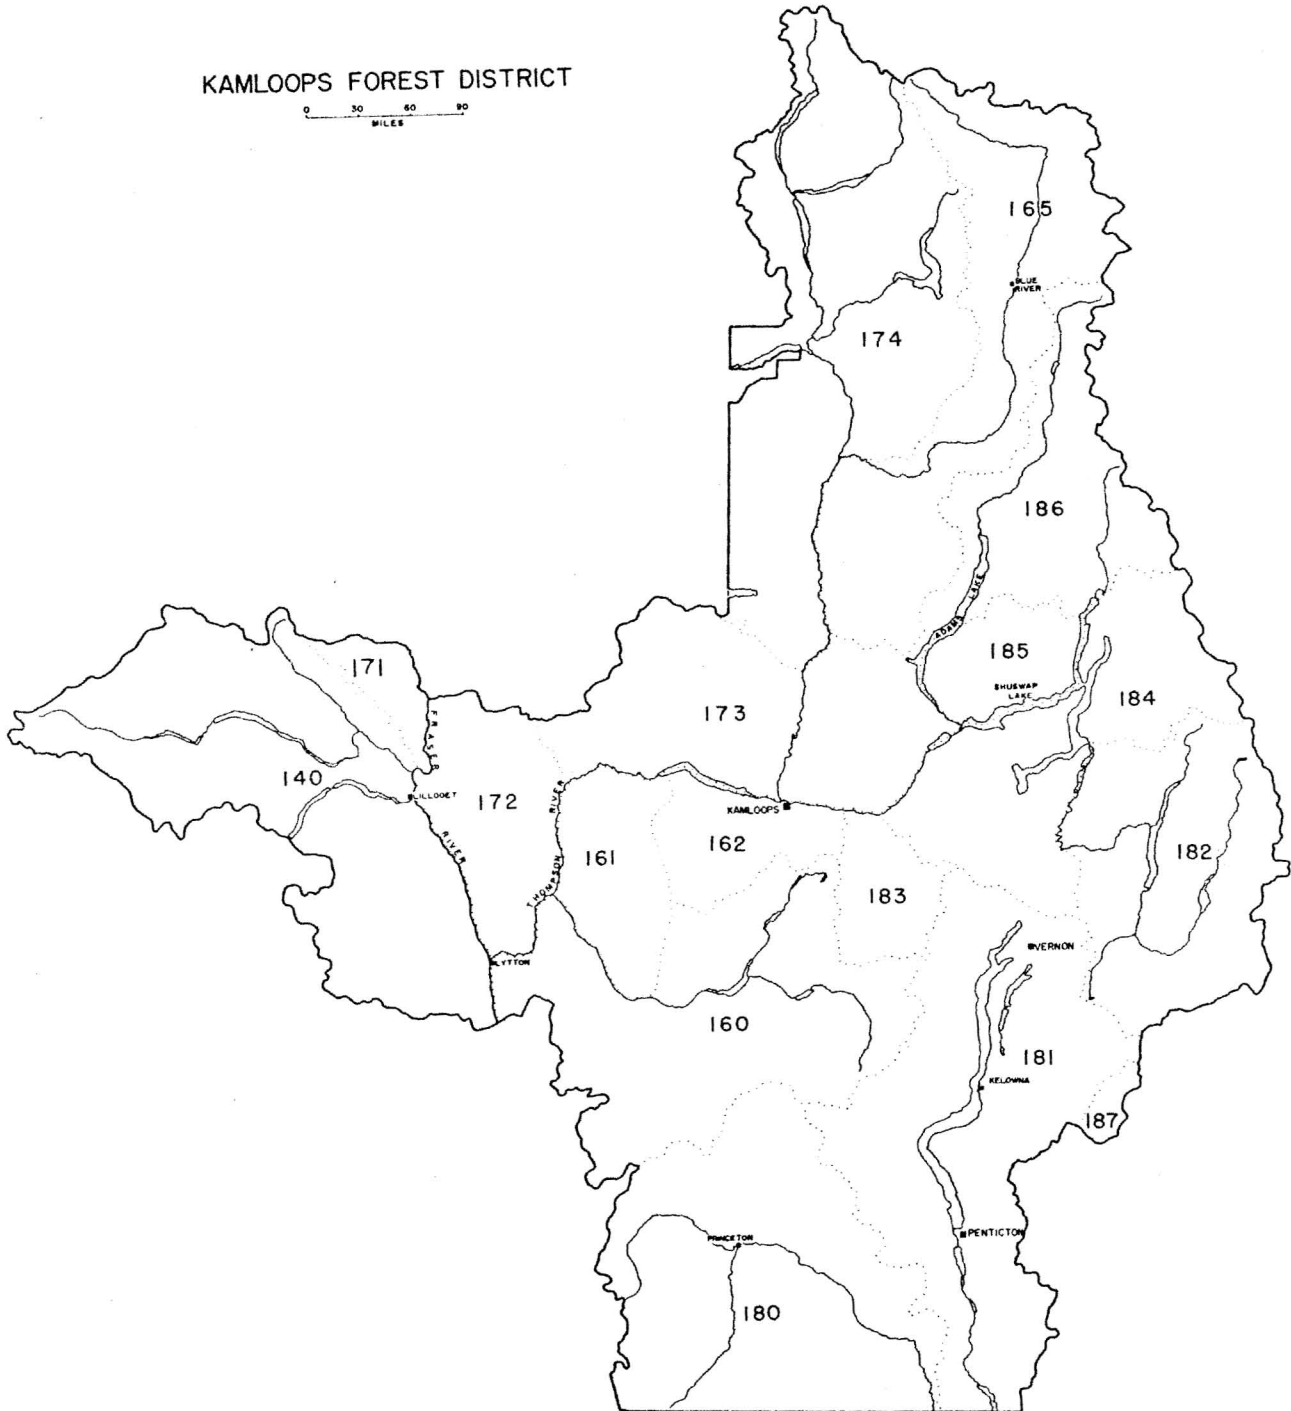 KAMLOOPS FOREST DISTRICT
0 30 60 90
MILES
165
BLUE
RIVER
174
186
ADAMS LAKE
171
185
SHUSWAP
LAKE
184
FRASER
173
140
LILLOOET
172
RIVER
KAMLOOPS
RIVER
161
162
182
THOMPSON
183
VERNON
LYTTON
160
181
KELOWNA
187
PENTICTON
PRINCETON
180